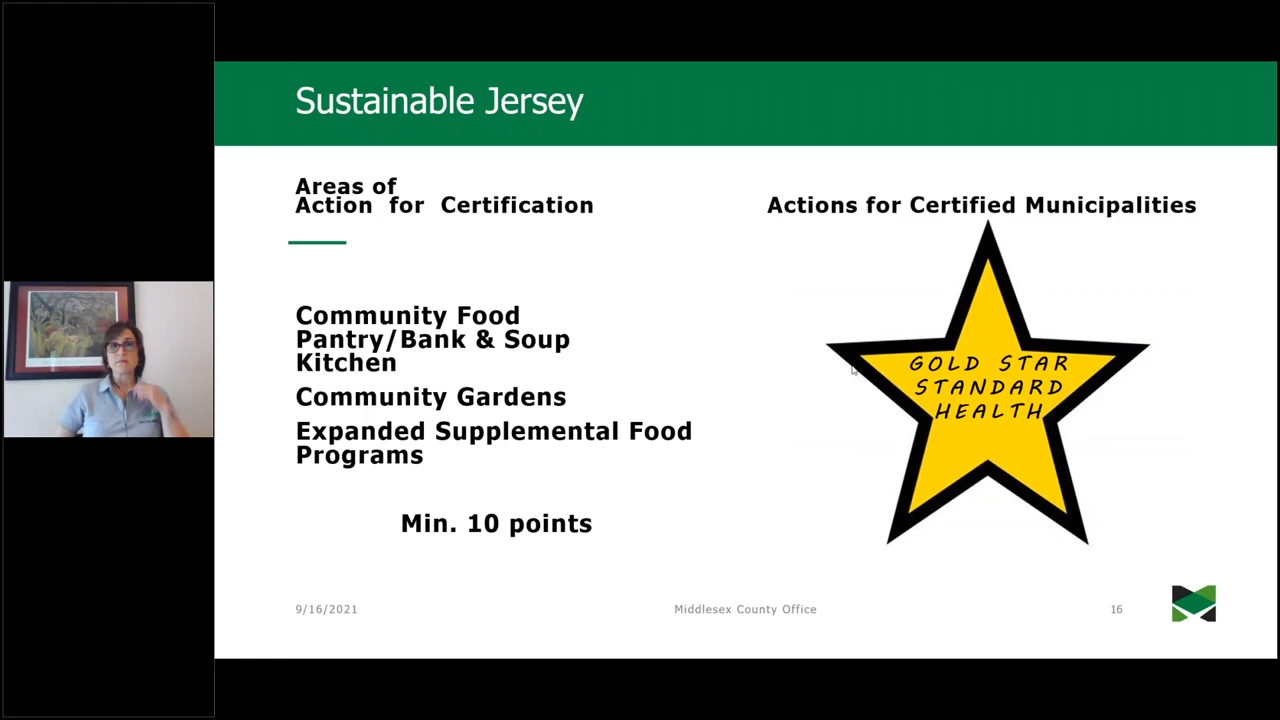 Sustainable Jersey
Areas of
Action for Certification
Community Food
Pantry/Bank & Soup
Kitchen
Community Gardens
Expanded Supplemental Food
Programs
Min. 10 points
Actions for Certified Municipalities
GOLD STAR
STANDARD
HEALTH
9/16/2021
Middlesex County Office
16